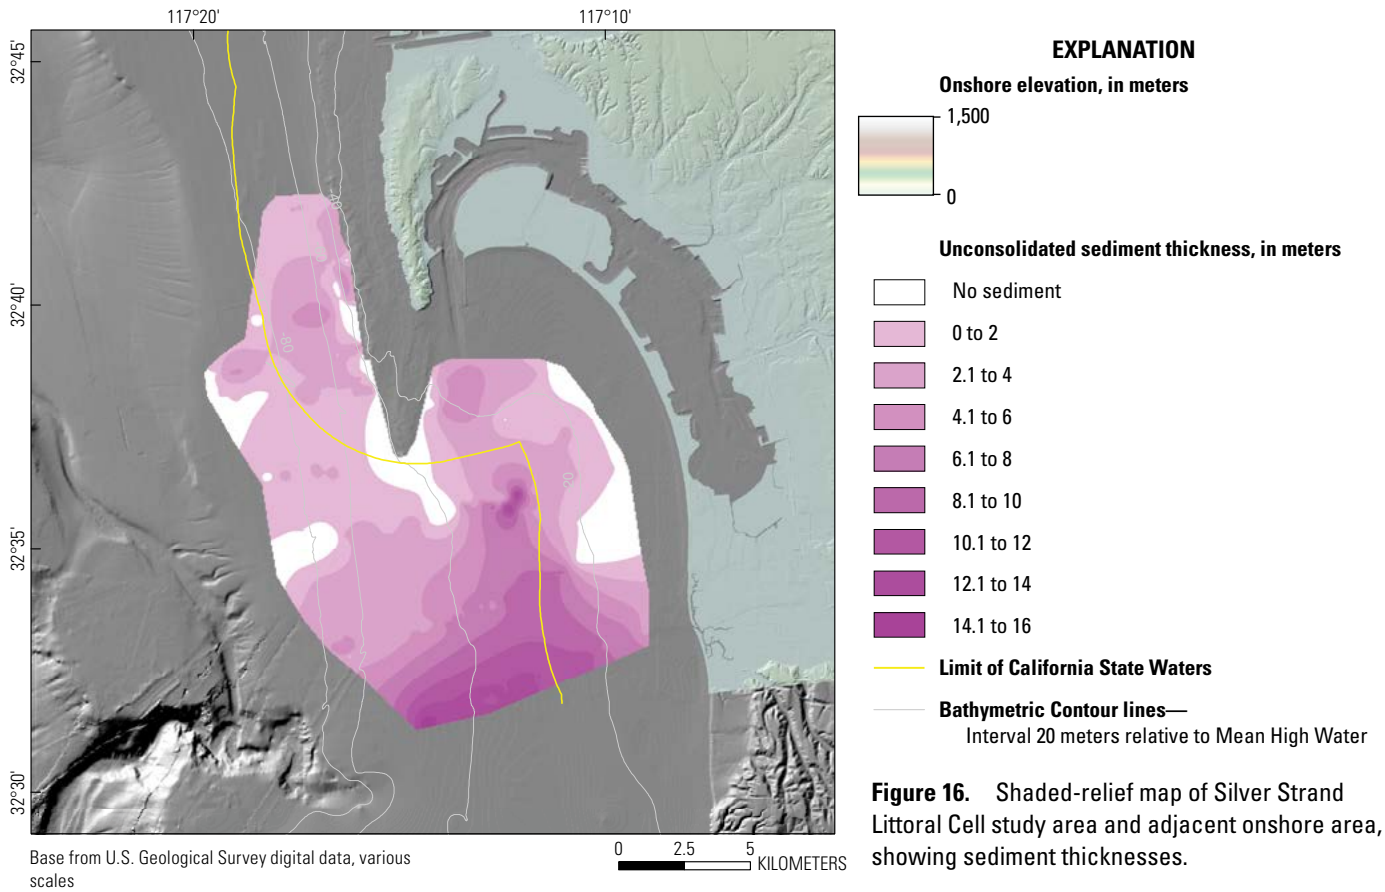 117°20'
117°10'
32°45'
32°40'
32°35'
32°30'
-40
-80
-20
EXPLANATION
Onshore elevation, in meters
1,500
0
Unconsolidated sediment thickness, in meters
No sediment
0 to 2
2.1 to 4
4.1 to 6
6.1 to 8
8.1 to 10
10.1 to 12
12.1 to 14
14.1 to 16
Limit of California State Waters
Bathymetric Contour lines—
Interval 20 meters relative to Mean High Water
Figure 16. Shaded-relief map of Silver Strand
Littoral Cell study area and adjacent onshore area,
showing sediment thicknesses.
Base from U.S. Geological Survey digital data, various
scales
0 2.5 5
KILOMETERS